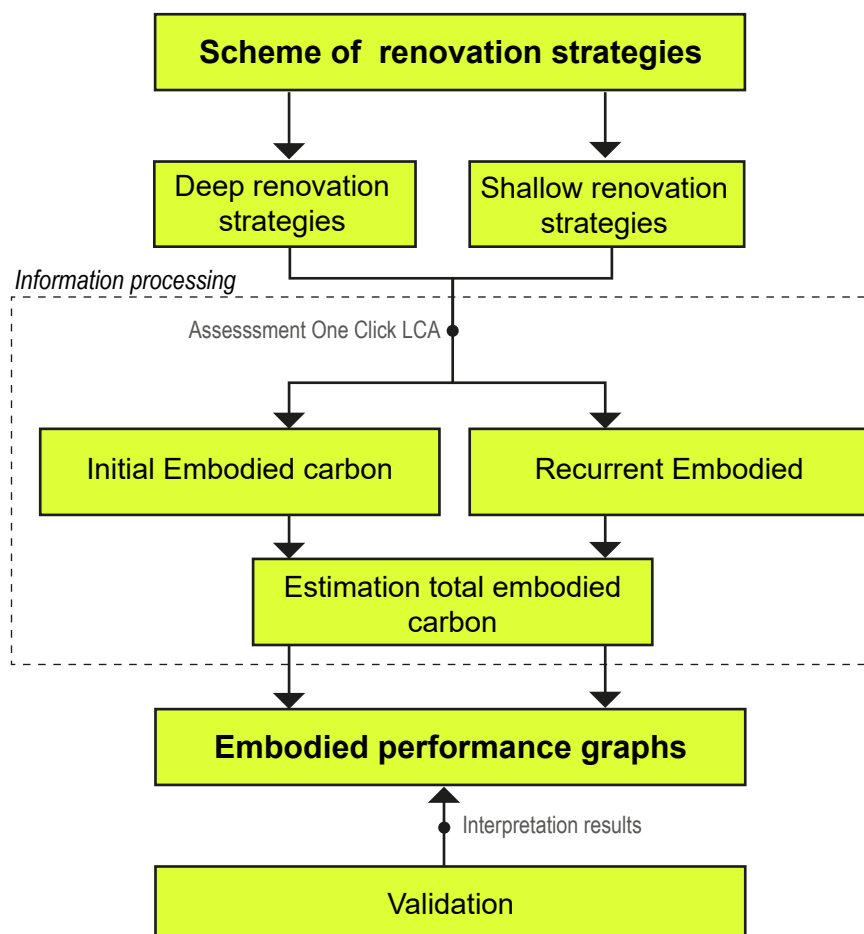 Scheme of renovation strategies
Deep renovation
strategies
Shallow renovation
strategies
Information processing
Assesssment One Click LCA
Initial Embodied carbon
Recurrent Embodied
Estimation total embodied
carbon
Embodied performance graphs
Interpretation results
Validation